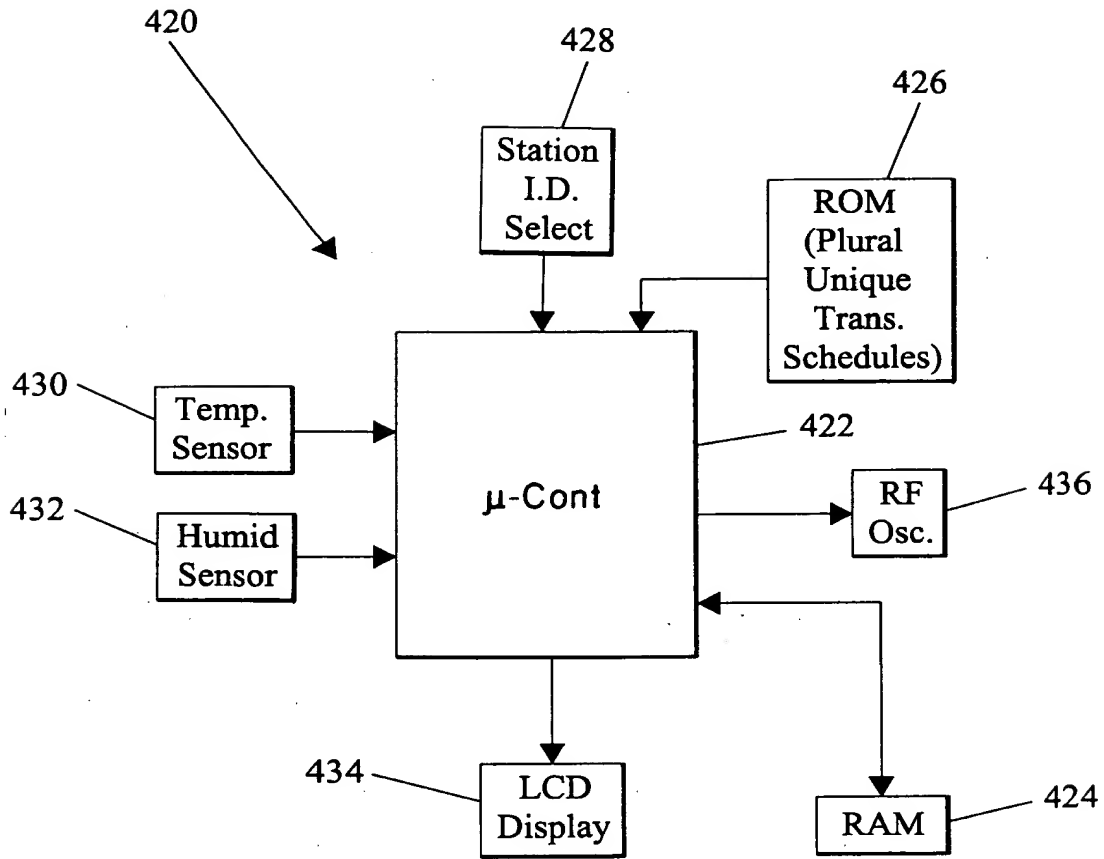 420
428
426
Station
I.D.
Select
ROM
(Plural
Unique
Trans.
Schedules)
430
Temp.
Sensor
422
432
Humid
Sensor
μ-Cont
RF
Osc.
436
434
LCD
Display
RAM
424